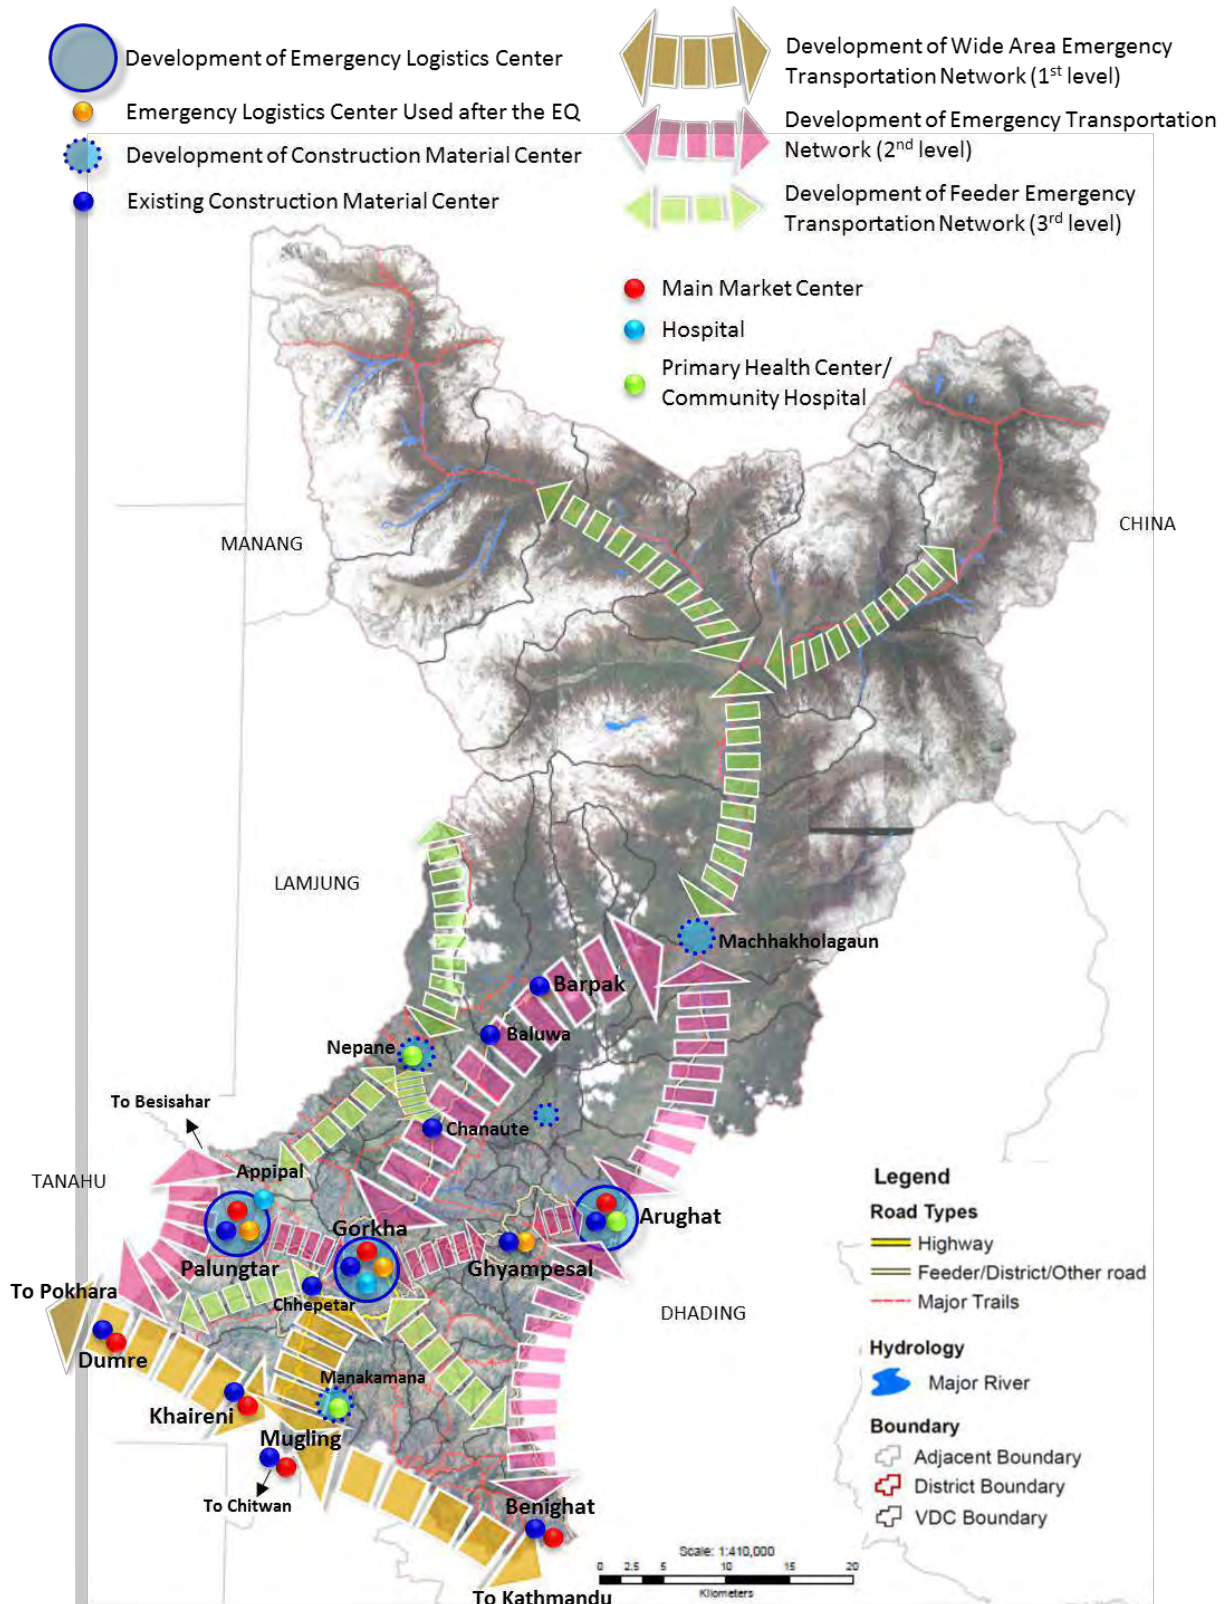 Development of Emergency Logistics Center
Emergency Logistics Center Used after the EQ
Development of Construction Material Center
Existing Construction Material Center
Development of Wide Area Emergency
Transportation Network (1st level)
Development of Emergency Transportation
Network (2nd level)
Development of Feeder Emergency
Transportation Network (3rd level)
Main Market Center
Hospital
Primary Health Center/
Community Hospital
CHINA
MANANG
LAMJUNG
Machhakholagaun
Barpak
Baluwa
Nepane
To Besisahar
Chanaute
TANAHU
Appipal
Arughat
Gorkha
Palungtar
Ghyampesal
To Pokhara
Chhepetar
DHADING
Dumre
Manakamana
Khaireni
Mugling
To Chitwan
Benighat
To Kathmandu
Legend
Road Types
Highway
Feeder/District/Other road
Major Trails
Hydrology
Major River
Boundary
Adjacent Boundary
District Boundary
VDC Boundary
Scale: 1:410,000
0 2.5 5 10 15 20
Kilometers